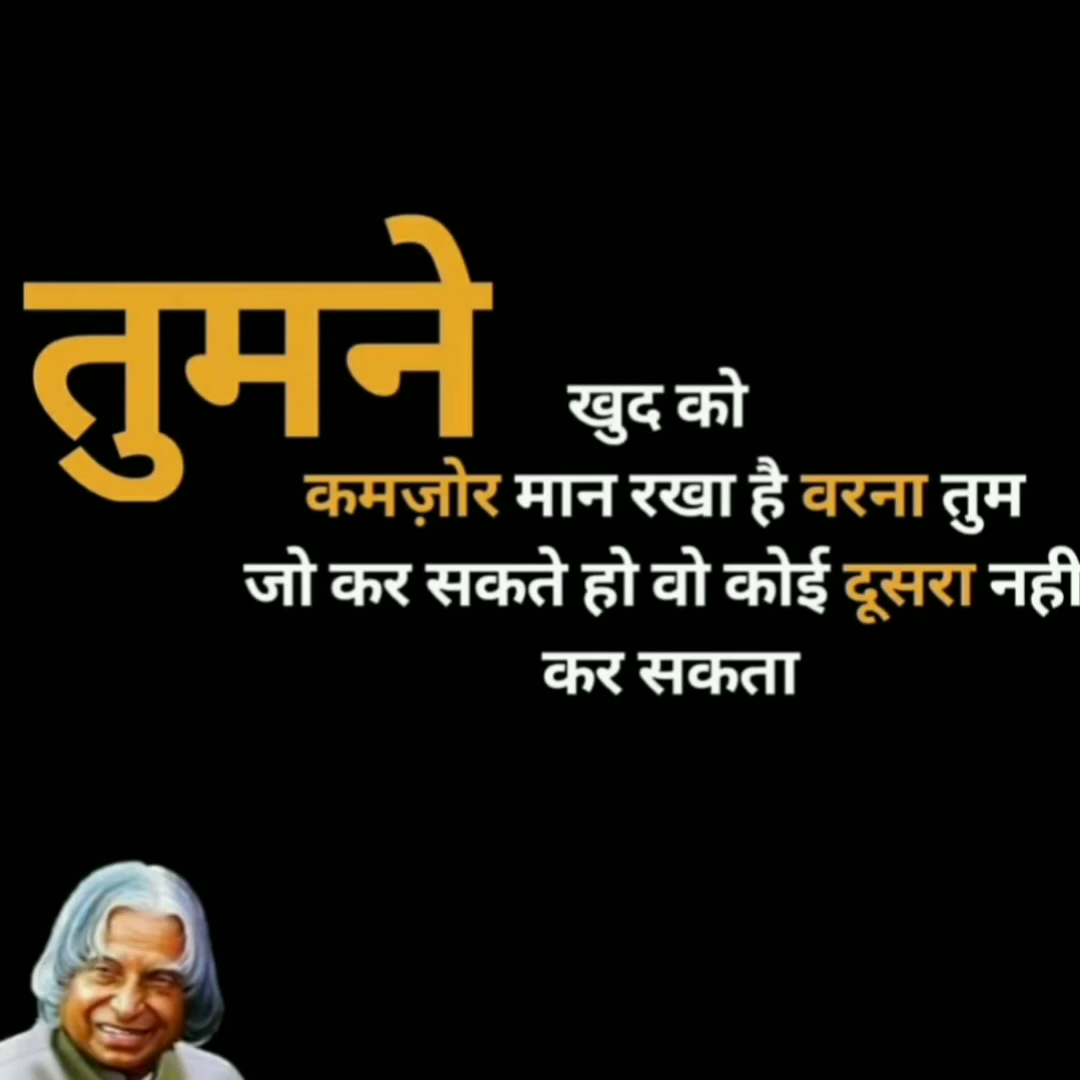 तुमने खुद को
कमज़ोर मान रखा है वरना तुम
जो कर सकते हो वो कोई दूसरा नही
कर सकता